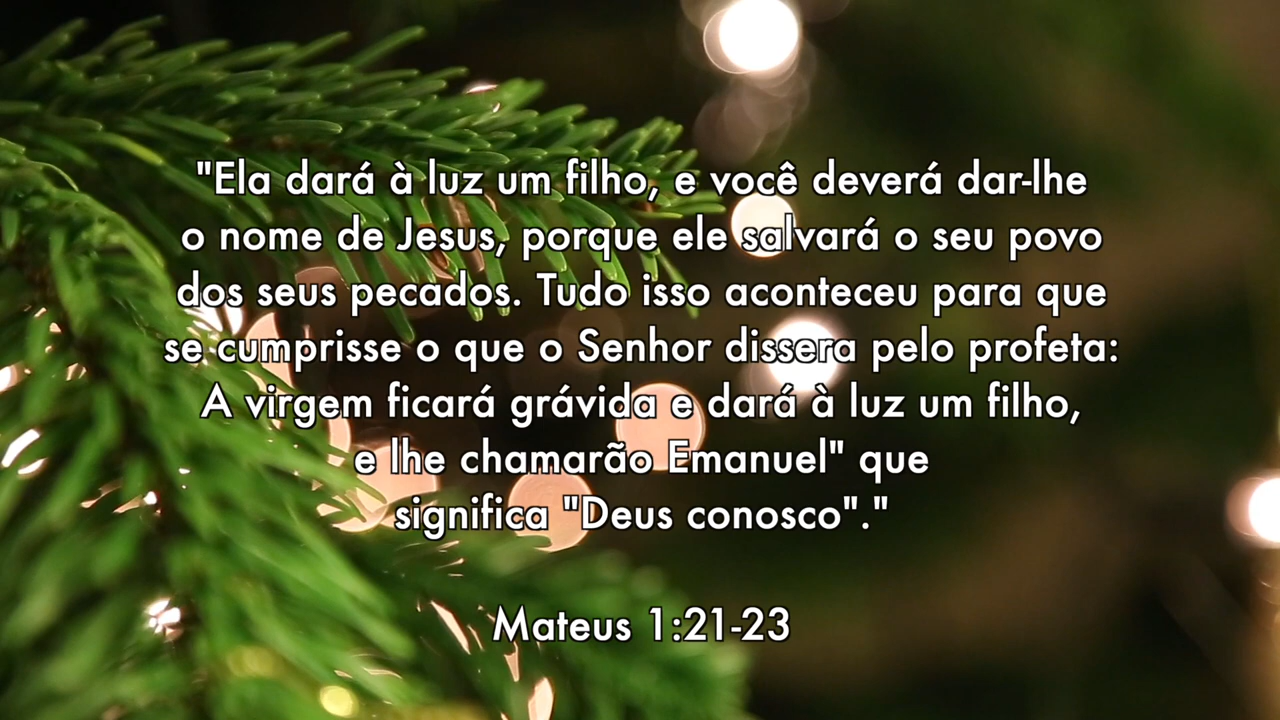 "Ela dará à luz um filho, e você deverá dar-lhe
o nome de Jesus, porque ele salvará o seu povo
dos seus pecados. Tudo isso aconteceu para que
se cumprisse o que o Senhor dissera pelo profeta:
A virgem ficará grávida e dará à luz um filho,
e lhe chamarão Emanuel" que
significa "Deus conosco"."
Mateus 1:21-23